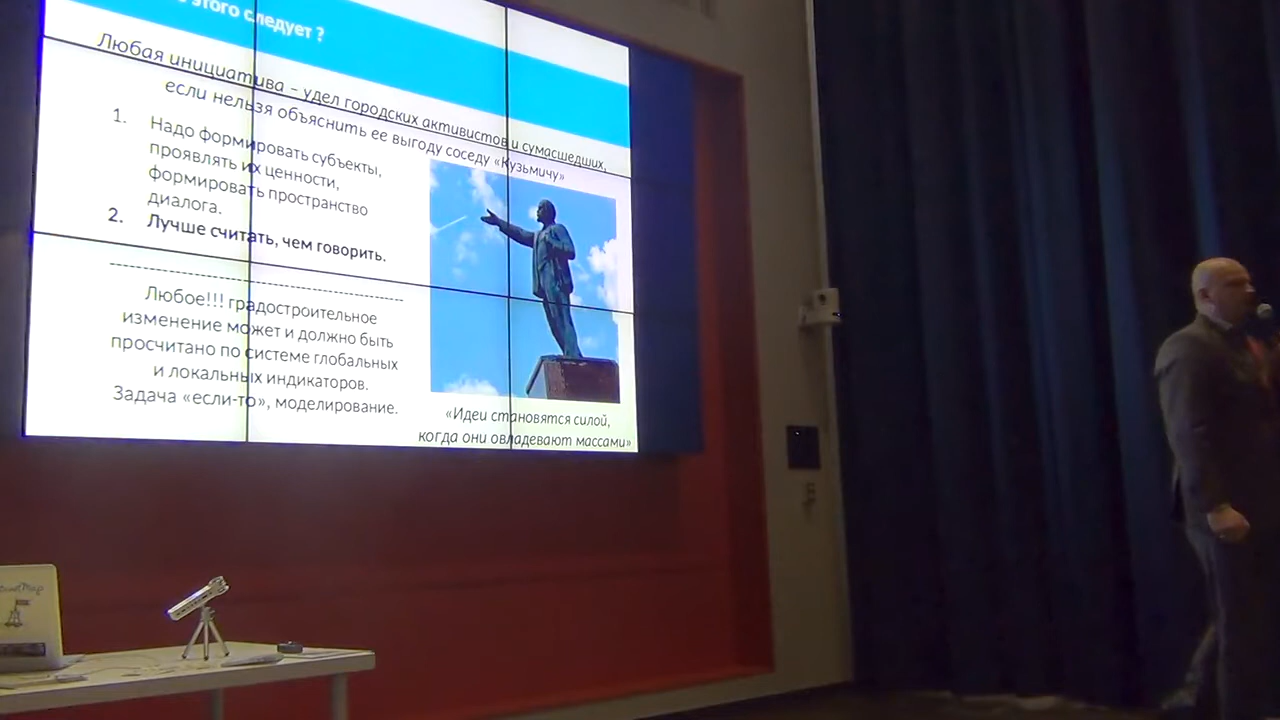 этого следует ?
Любая инициатива – удел городских активистов и сумасшедших,
если нельзя объяснить ее выгоду соседу «Кузьмичу»
1. Надо формировать субъекты,
проявлять их ценности,
формировать пространство
диалога.
2. Лучше считать, чем говорить.
Любое!!! градостроительное
изменение может и должно быть
просчитано по системе глобальных
и локальных индикаторов.
Задача «если-то», моделирование.
«Идеи становятся силой,
когда они овладевают массами»